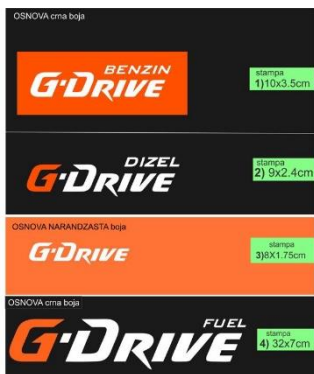 OSNOVA crna boja
BENZIN
G·DRIVE
stampa
1)10x3.5cm
DIZEL
G·DRIVE
stampa
2) 9x2.4cm
OSNOVA NARANDZASTA boja
G·DRIVE
stampa
3)8X1.75cm
OSNOVA crna boja
FUEL
G·DRIVE
stampa
4) 32x7cm